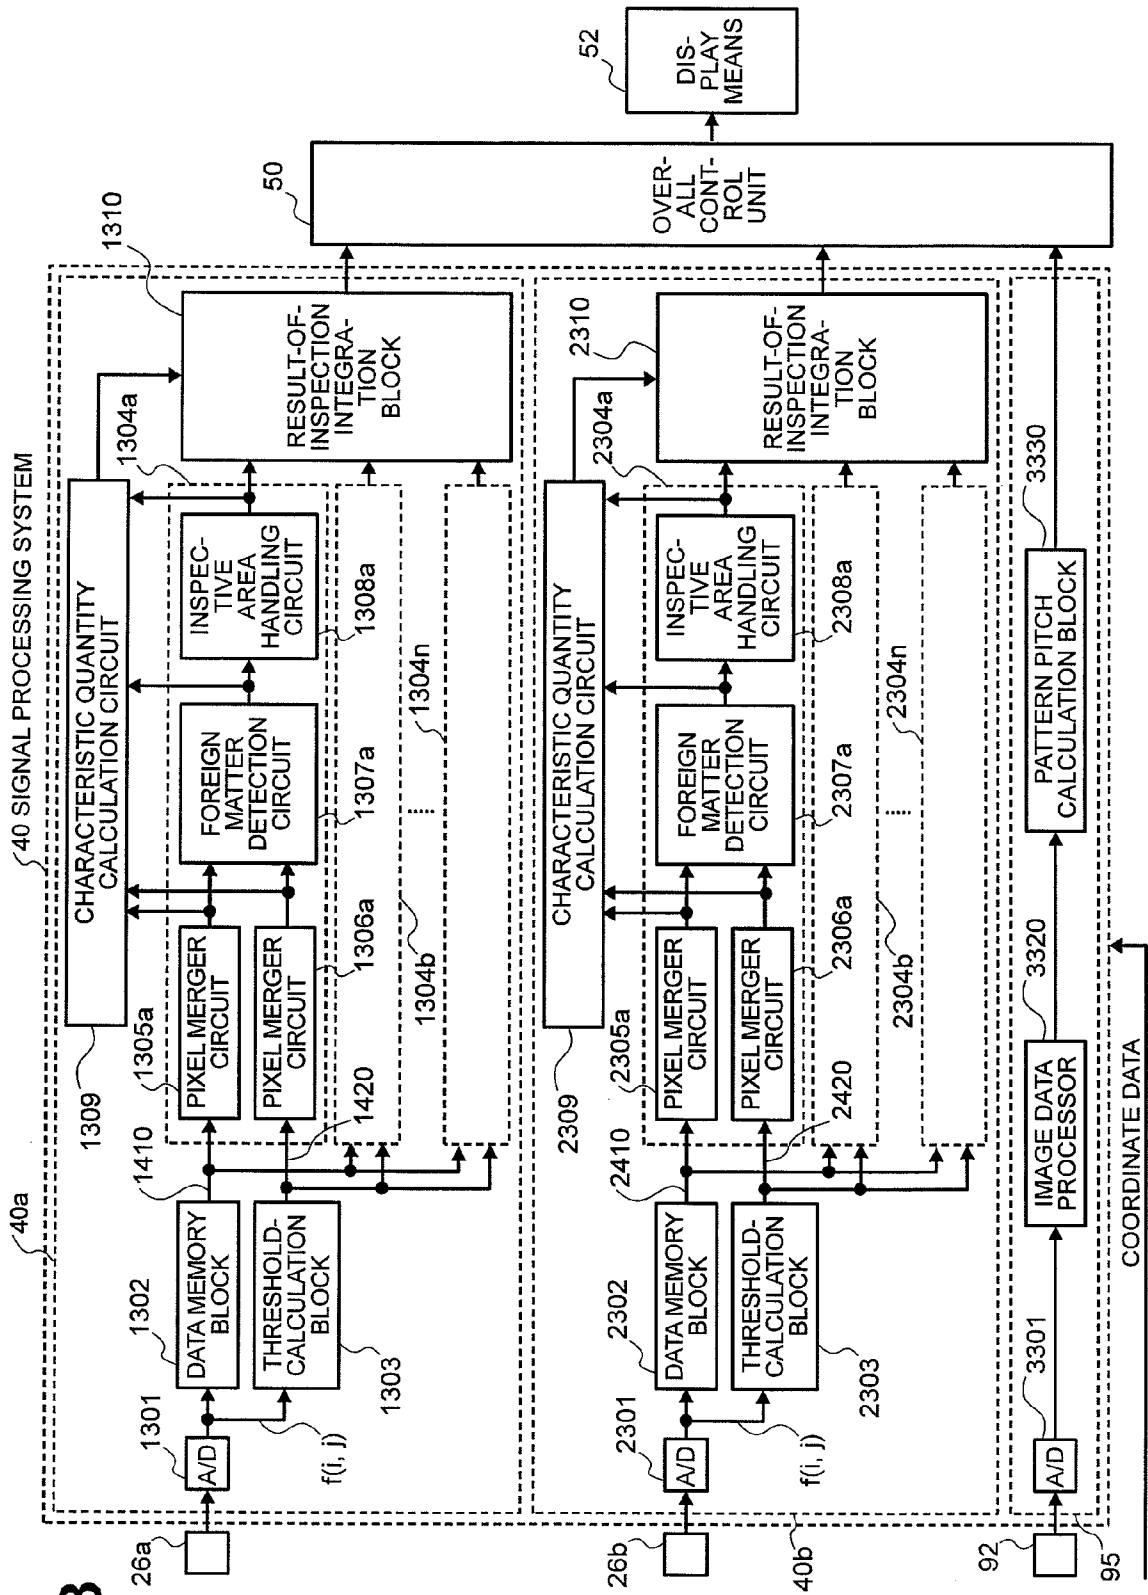 40 SIGNAL PROCESSING SYSTEM
40a
1309
CHARACTERISTIC QUANTITY
CALCULATION CIRCUIT
26a
1301
A/D
f(i, j)
1302
DATA MEMORY
BLOCK
THRESHOLD-
CALCULATION
BLOCK
1303
1410
1420
1305a
PIXEL MERGER
CIRCUIT
PIXEL MERGER
CIRCUIT
1306a
FOREIGN
MATTER
DETECTION
CIRCUIT
1307a
INSPEC-
TIVE
AREA
HANDLING
CIRCUIT
1308a
1304a
1304b
1304n
1310
RESULT-OF-
INSPECTION
INTEGRA-
TION
BLOCK
50
OVER-
ALL
CONT-
ROL
UNIT
52
DIS-
PLAY
MEANS
2309
CHARACTERISTIC QUANTITY
CALCULATION CIRCUIT
26b
2301
A/D
f(i, j)
2302
DATA MEMORY
BLOCK
THRESHOLD-
CALCULATION
BLOCK
2303
2410
2420
2305a
PIXEL MERGER
CIRCUIT
PIXEL MERGER
CIRCUIT
2306a
FOREIGN
MATTER
DETECTION
CIRCUIT
2307a
INSPEC-
TIVE
AREA
HANDLING
CIRCUIT
2308a
2304a
2304b
2304n
2310
RESULT-OF-
INSPECTION
INTEGRA-
TION
BLOCK
40b
92
3301
A/D
3320
IMAGE DATA
PROCESSOR
3330
PATTERN PITCH
CALCULATION BLOCK
95
COORDINATE DATA